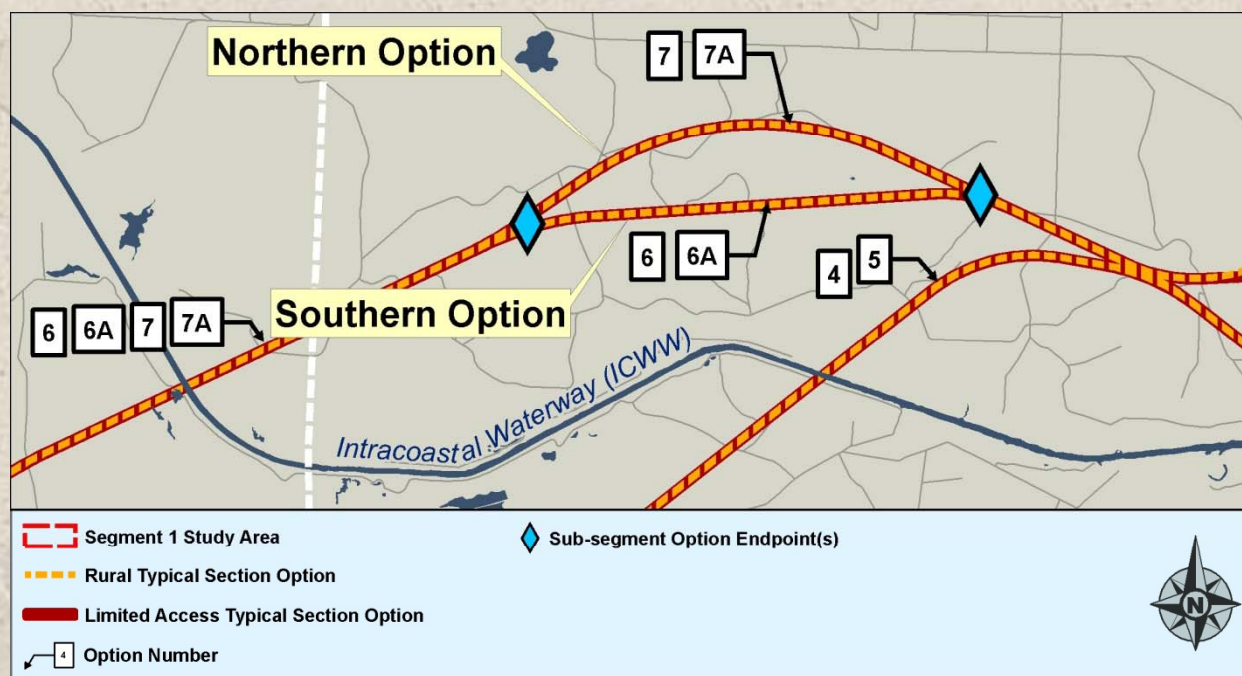 Northern Option
7 7A
6 6A
4 5
Southern Option
6 6A 7 7A
Intracoastal Waterway (ICWW)
Segment 1 Study Area
Rural Typical Section Option
Limited Access Typical Section Option
4 Option Number
Sub-segment Option Endpoint(s)
N